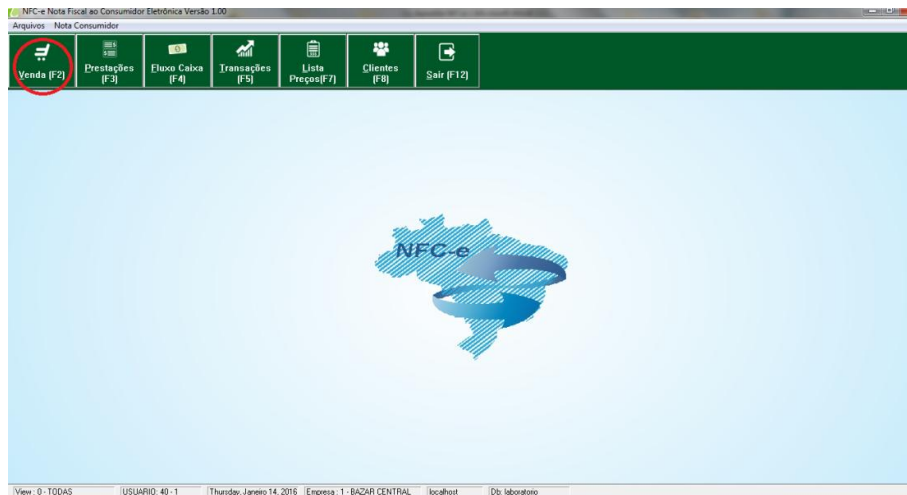 NFC-e Nota Fiscal ao Consumidor Eletrônica Versão 1.00
Arquivos Nota Consumidor
Venda (F2) Prestações (F3) Fluxo Caixa (F4) Transações (F5) Lista Preços(F7) Clientes (F8) Sair (F12)
NFC-e
View : 0 - TODAS USUARIO: 40 - 1 Thursday, Janeiro 14, 2016 Empresa : 1 - BAZAR CENTRAL localhost Db: laboratorio